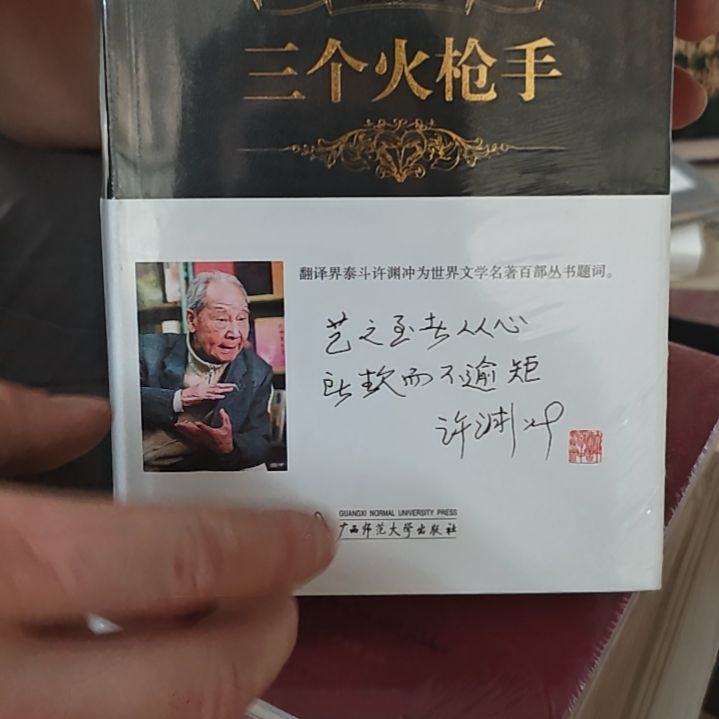 三个火枪手
翻译界泰斗许渊冲为世界文学名著百部丛书题词。
艺之至者从心
所欲而不逾矩
许渊冲
GUANGXI NORMAL UNIVERSITY PRESS
广西师范大学出版社